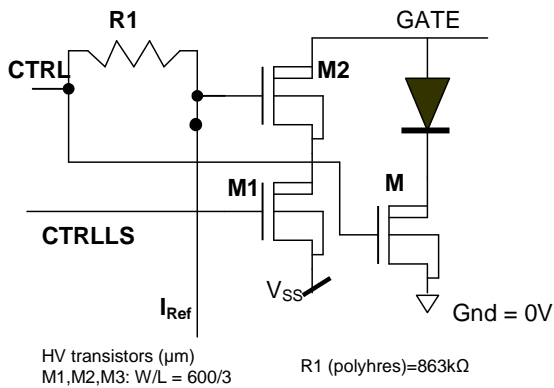 R1
GATE
CTRL
M2
M1
M
CTRLLS
VSS
IRef
Gnd = 0V
HV transistors (µm)
M1,M2,M3: W/L = 600/3
R1 (polyhres)=863kΩ